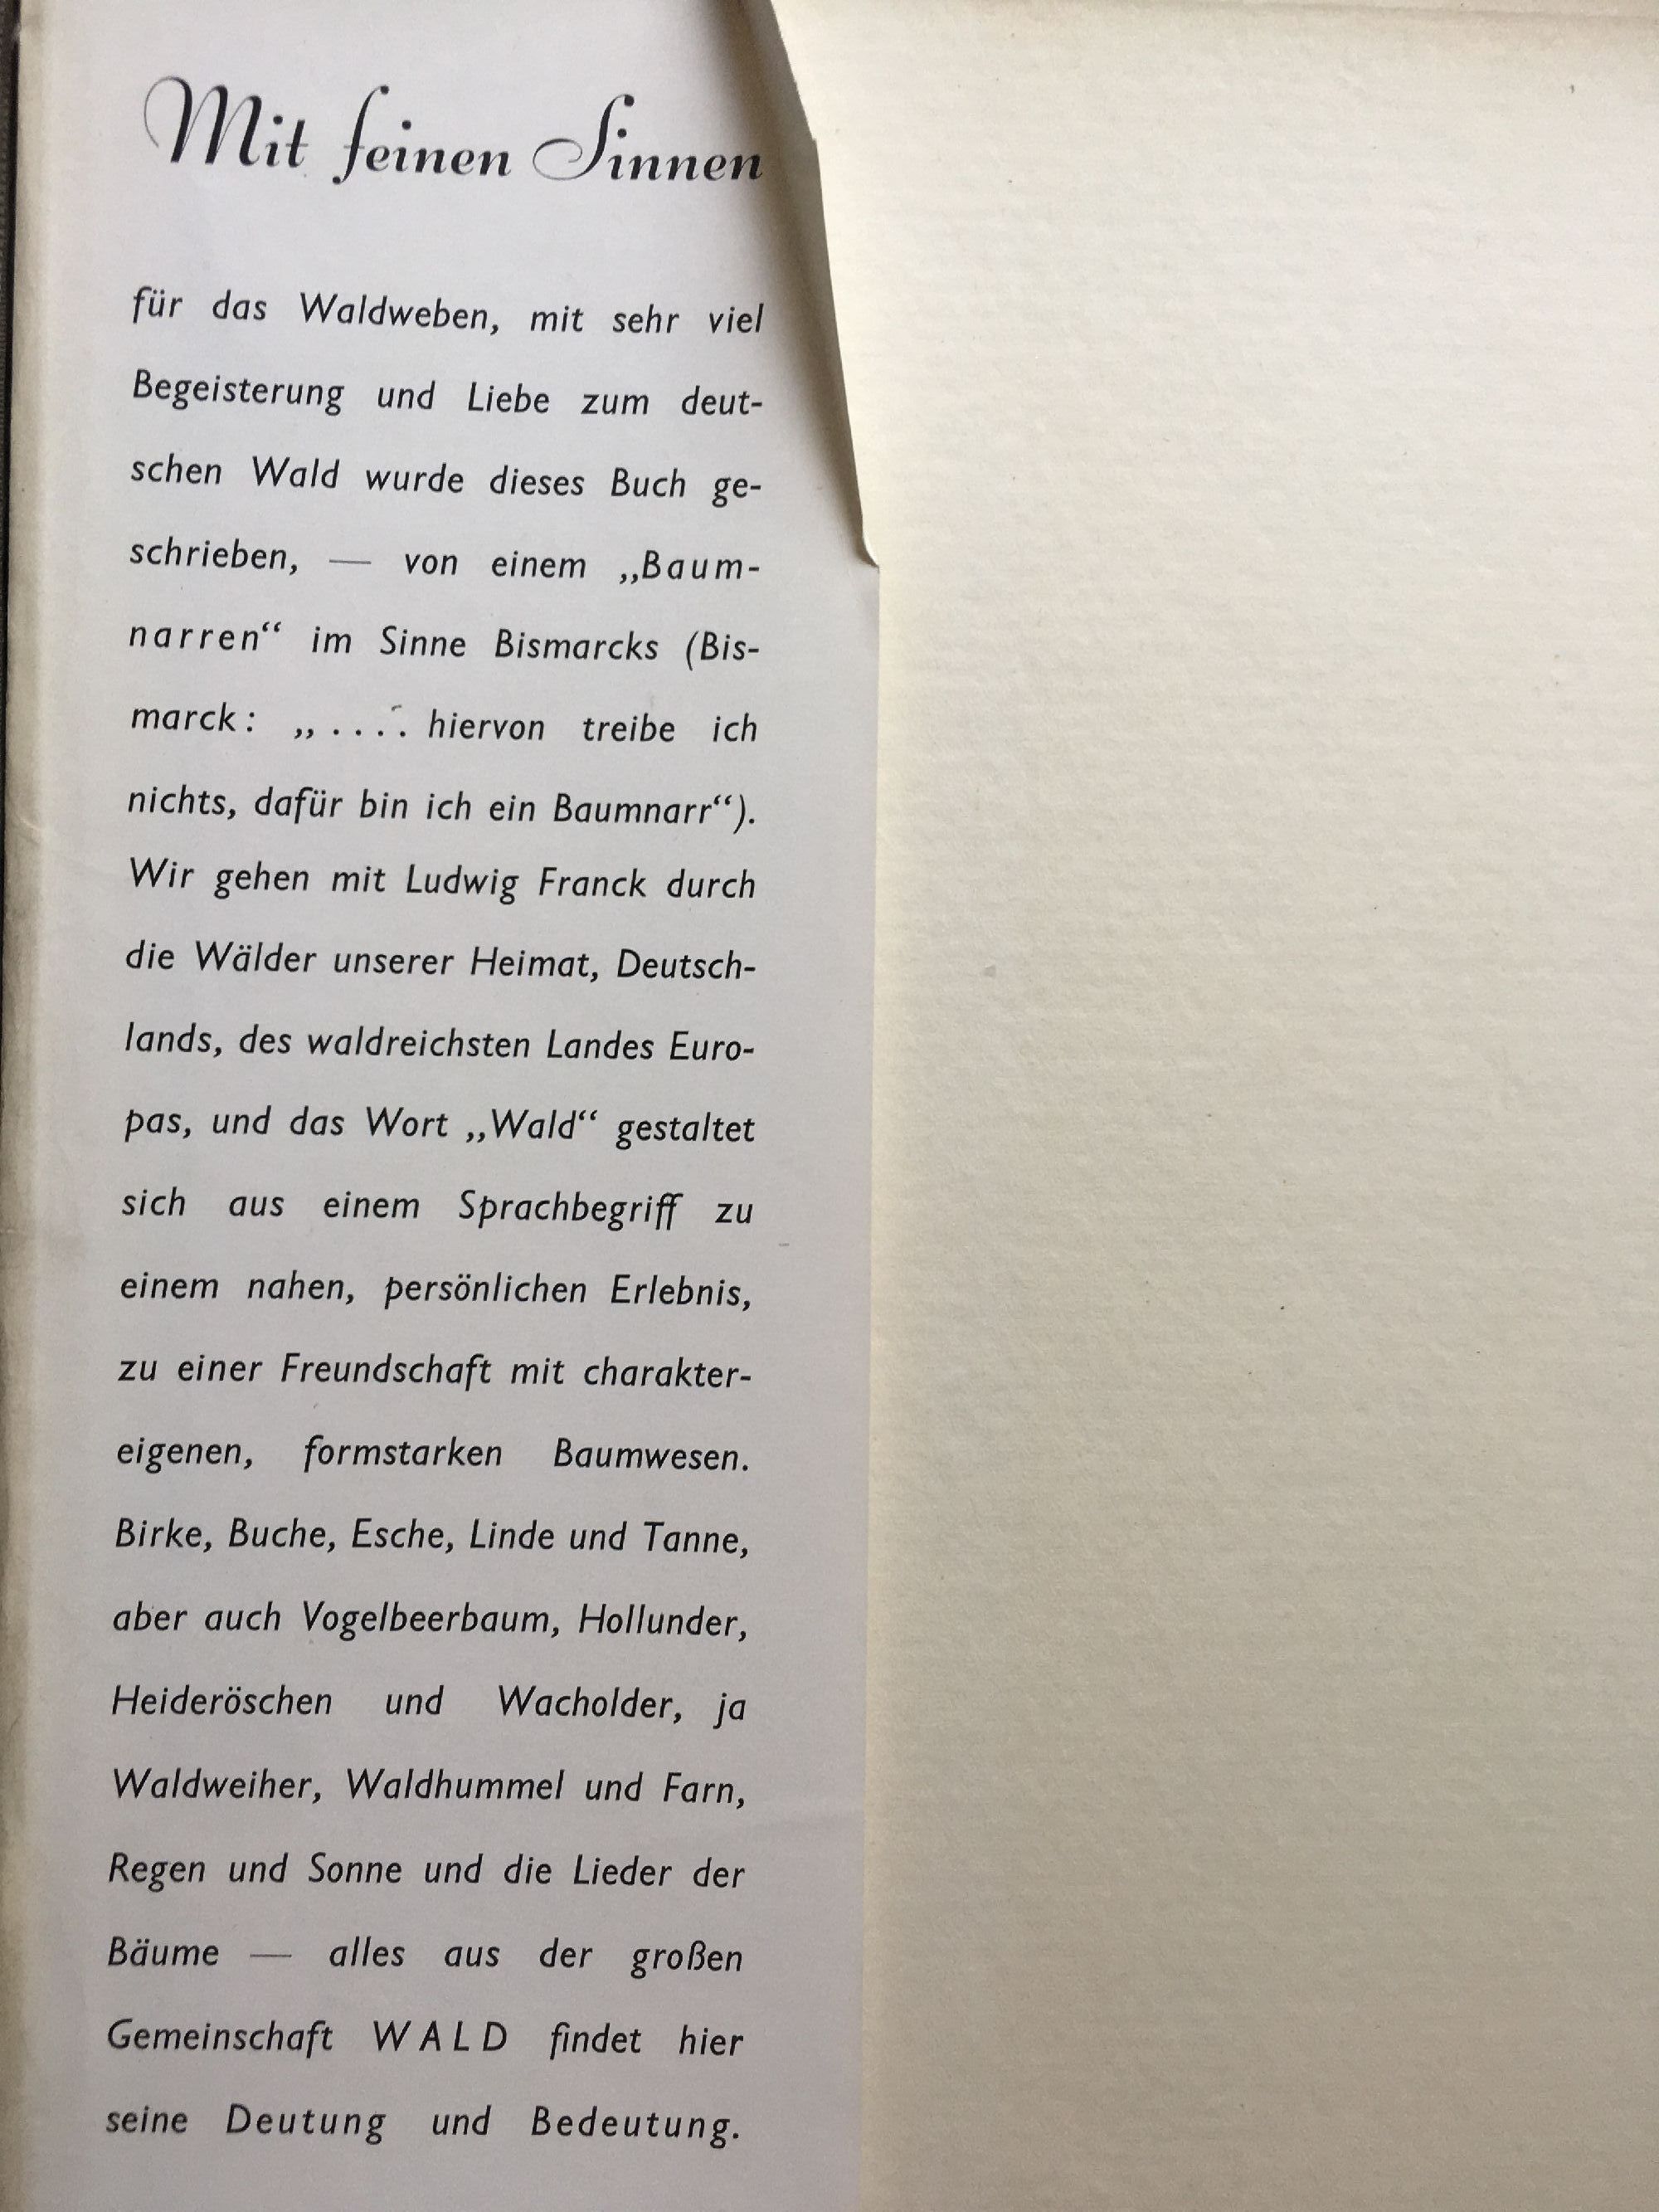 Mit feinen Sinnen
für das Waldweben, mit sehr viel
Begeisterung und Liebe zum deut-
schen Wald wurde dieses Buch ge-
schrieben, — von einem „Baum-
narren“ im Sinne Bismarcks (Bis-
marck: „.... hiervon treibe ich
nichts, dafür bin ich ein Baumnarr“).
Wir gehen mit Ludwig Franck durch
die Wälder unserer Heimat, Deutsch-
lands, des waldreichsten Landes Euro-
pas, und das Wort „Wald“ gestaltet
sich aus einem Sprachbegriff zu
einem nahen, persönlichen Erlebnis,
zu einer Freundschaft mit charakter-
eigenen, formstarken Baumwesen.
Birke, Buche, Esche, Linde und Tanne,
aber auch Vogelbeerbaum, Hollunder,
Heideröschen und Wacholder, ja
Waldweiher, Waldhummel und Farn,
Regen und Sonne und die Lieder der
Bäume — alles aus der großen
Gemeinschaft WALD findet hier
seine Deutung und Bedeutung.